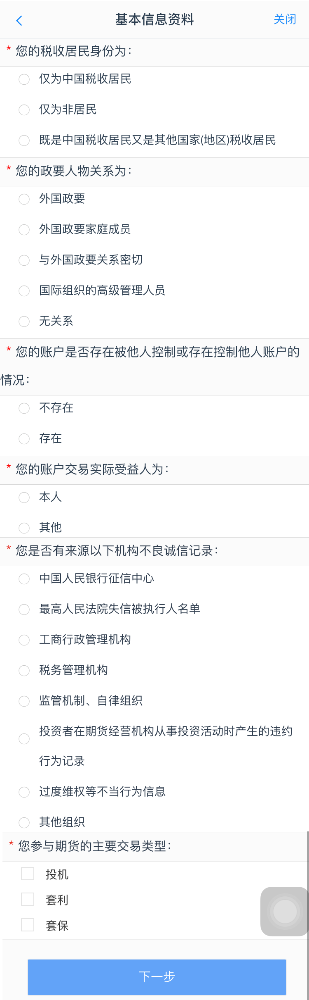 基本信息资料
关闭
* 您的税收居民身份为：
仅为中国税收居民
仅为非居民
既是中国税收居民又是其他国家(地区)税收居民
* 您的政要人物关系为：
外国政要
外国政要家庭成员
与外国政要关系密切
国际组织的高级管理人员
无关系
* 您的账户是否存在被他人控制或存在控制他人账户的
情况：
不存在
存在
* 您的账户交易实际受益人为：
本人
其他
* 您是否有来源以下机构不良诚信记录：
中国人民银行征信中心
最高人民法院失信被执行人名单
工商行政管理机构
税务管理机构
监管机制、自律组织
投资者在期货经营机构从事投资活动时产生的违约
行为记录
过度维权等不当行为信息
其他组织
* 您参与期货的主要交易类型：
投机
套利
套保
下一步